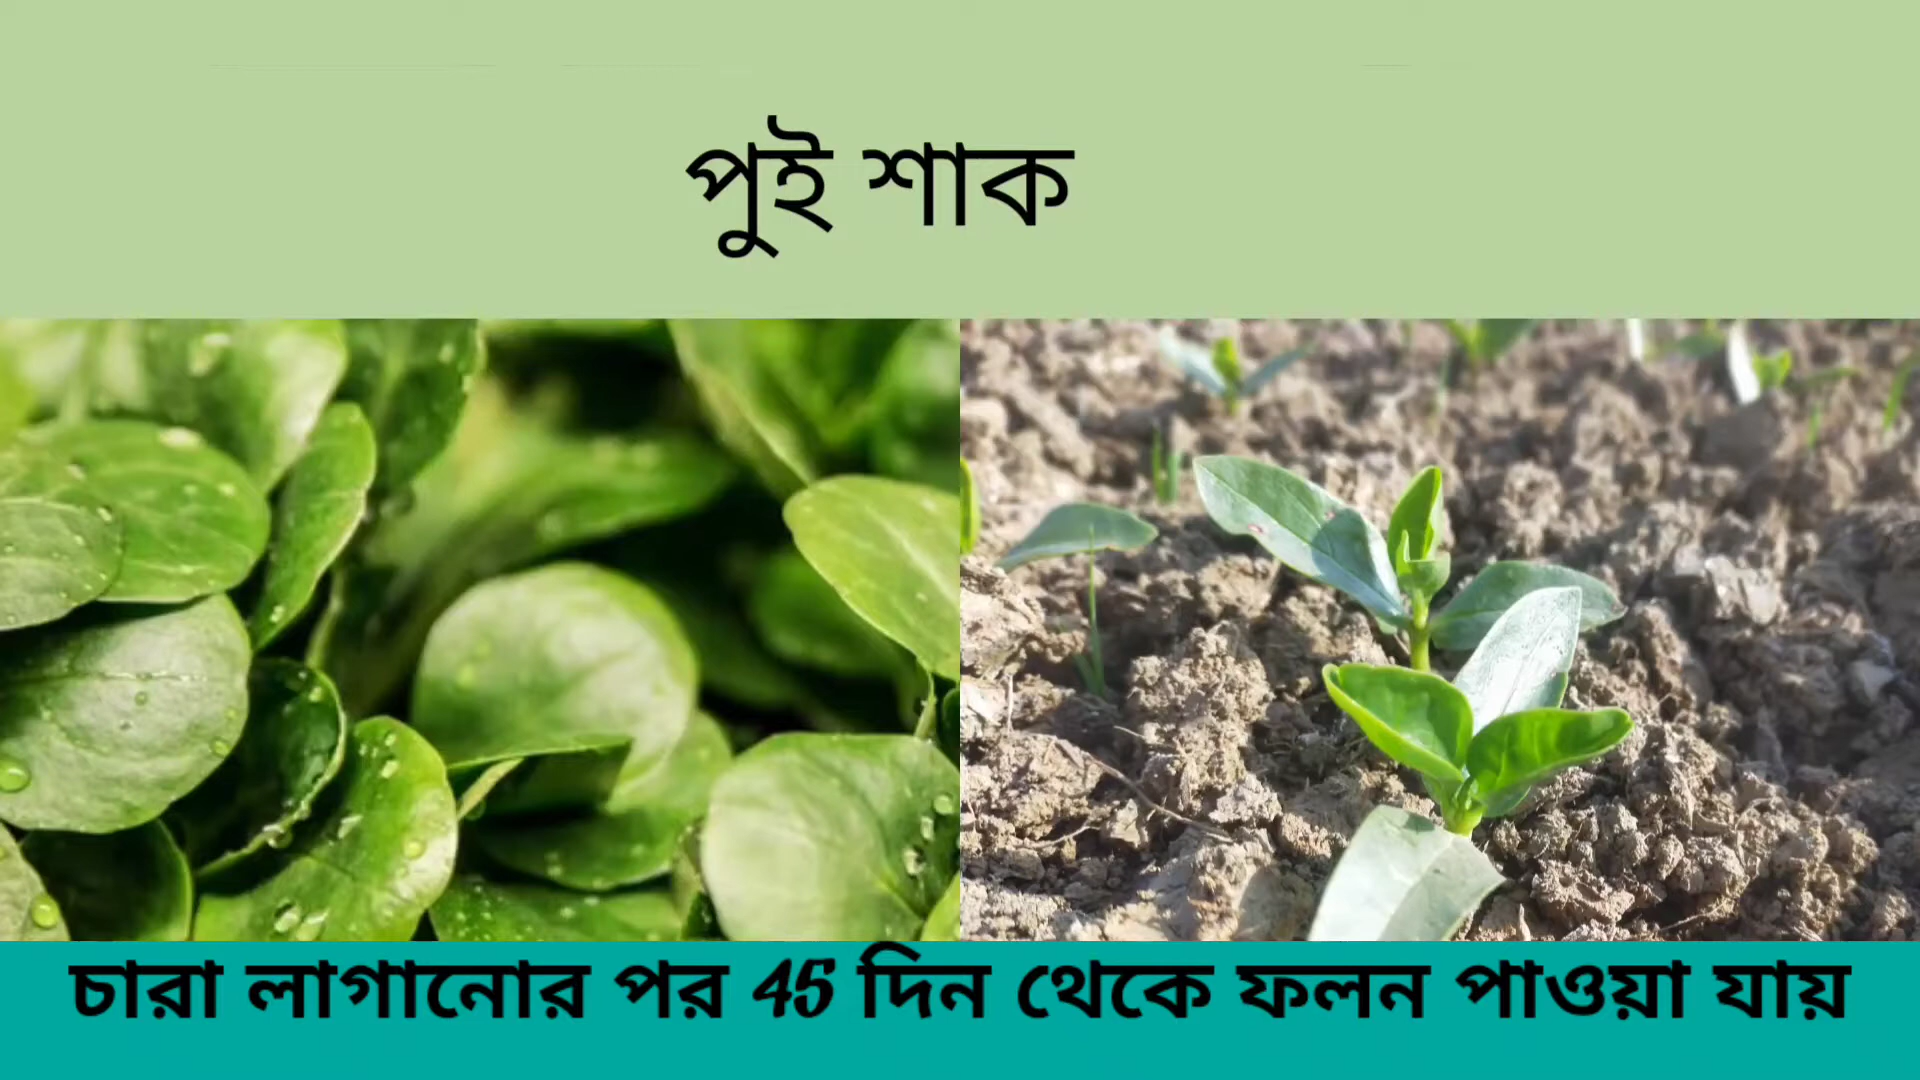 পুই শাক
চারা লাগানোর পর 45 দিন থেকে ফলন পাওয়া যায়